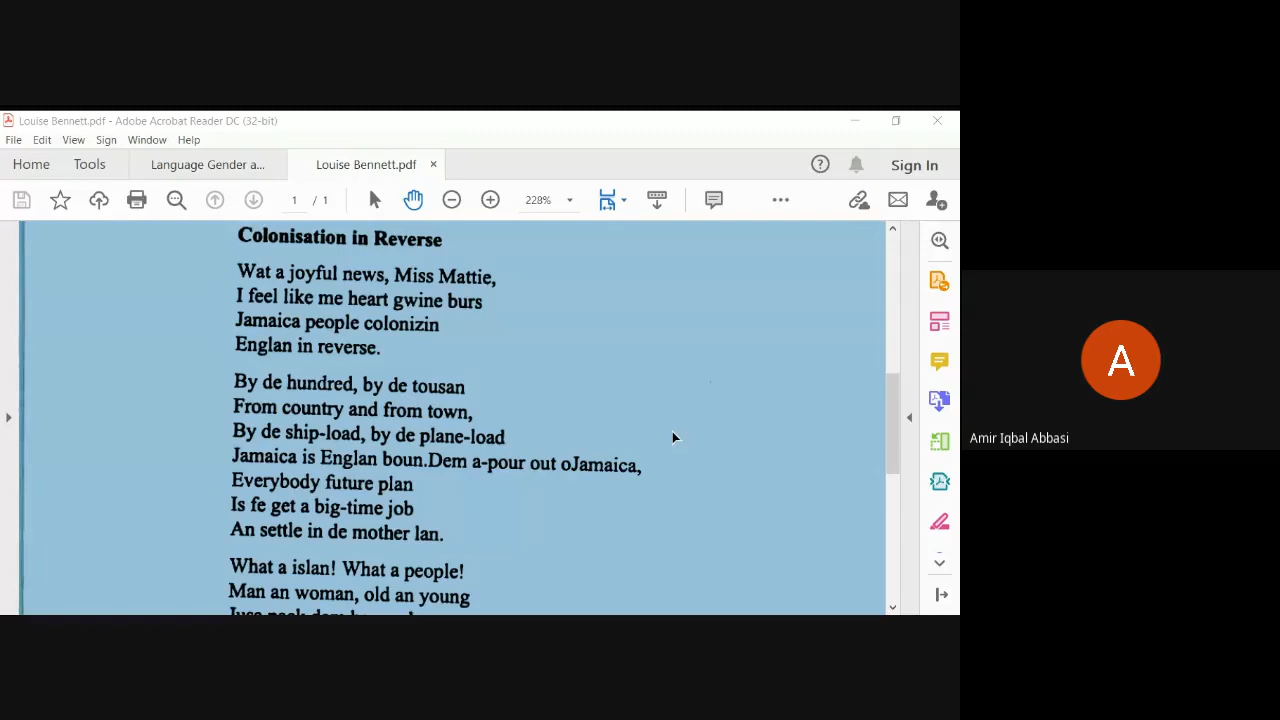 Louise Bennett.pdf - Adobe Acrobat Reader DC (32-bit)
File Edit View Sign Window Help
Home Tools Language Gender a... Louise Bennett.pdf × Sign In
1 / 1 228%
Colonisation in Reverse
Wat a joyful news, Miss Mattie,
I feel like me heart gwine burs
Jamaica people colonizin
Englan in reverse.
By de hundred, by de tousan
From country and from town,
By de ship-load, by de plane-load
Jamaica is Englan boun.Dem a-pour out oJamaica,
Everybody future plan
Is fe get a big-time job
An settle in de mother lan.
What a islan! What a people!
Man an woman, old an young
A
Amir Iqbal Abbasi